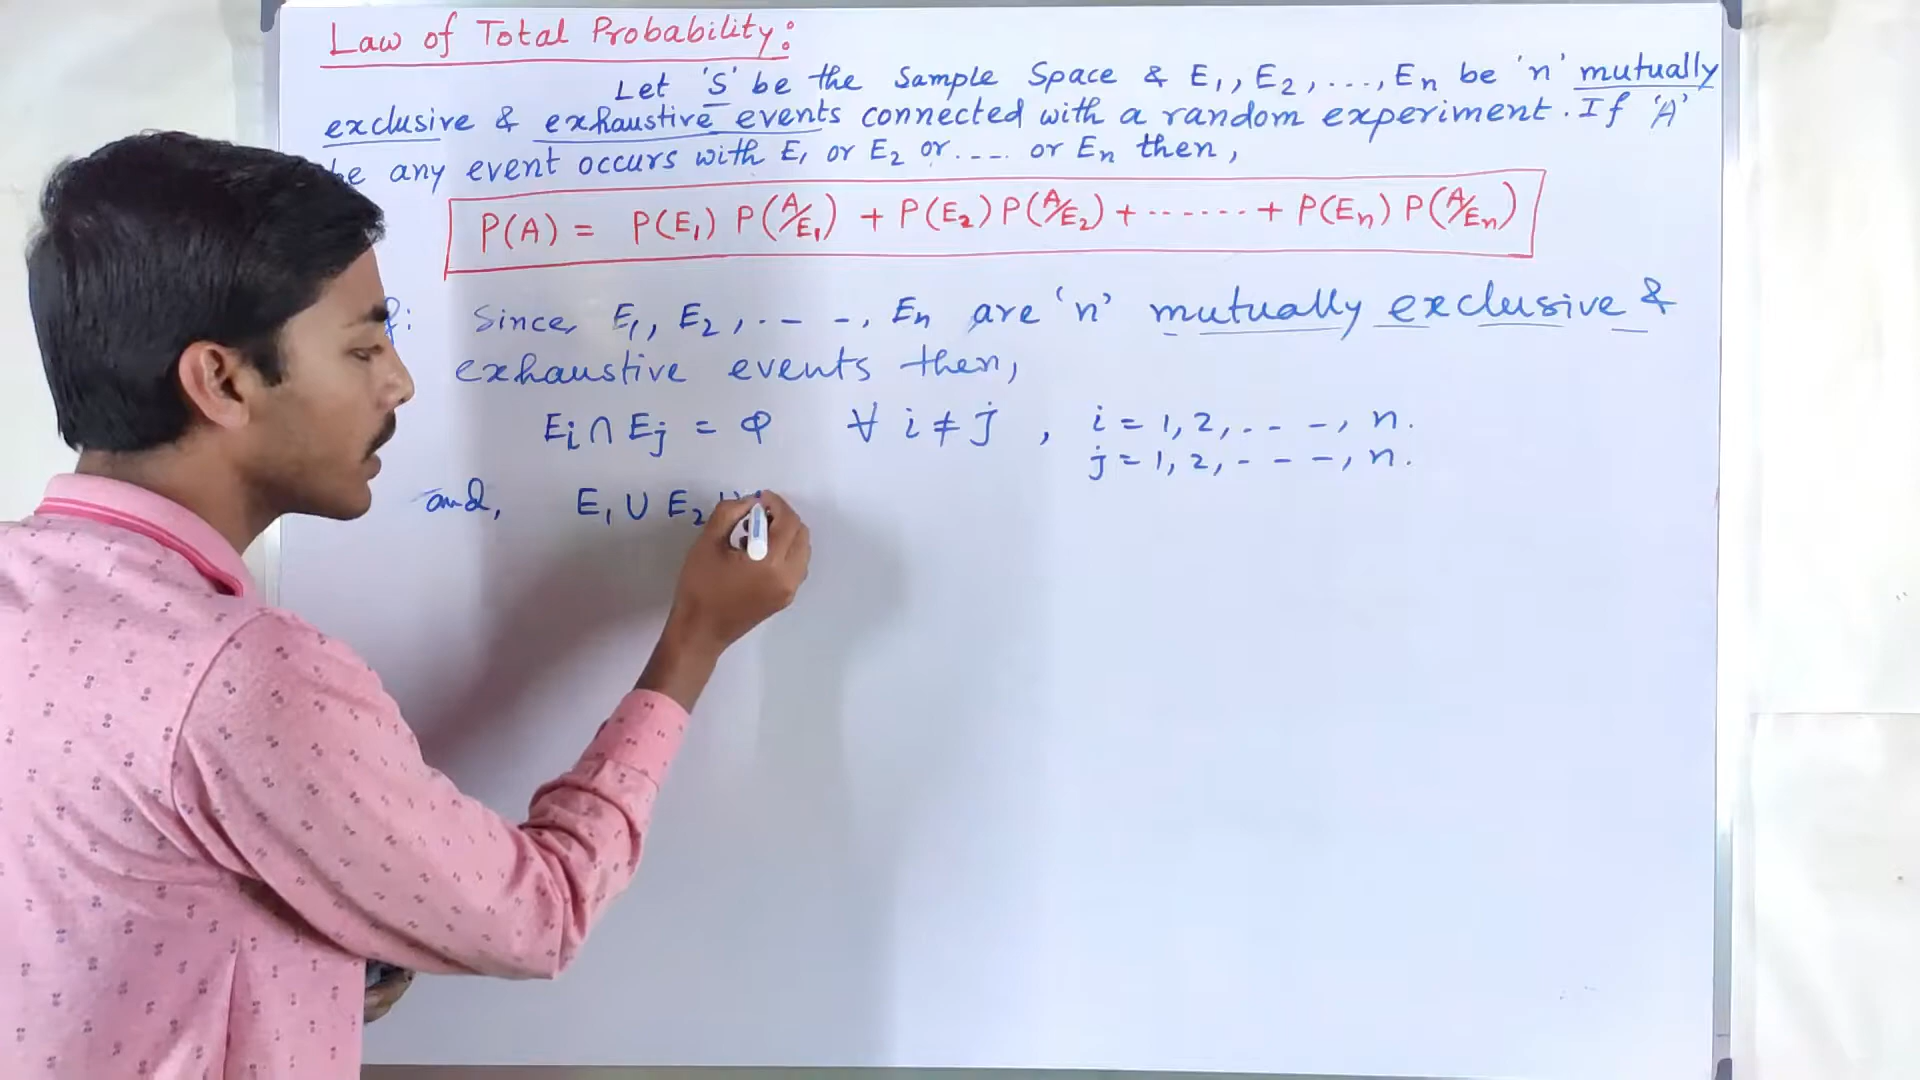 Law of Total Probability:
Let 'S' be the Sample Space & E₁, E₂, ..., Eₙ be 'n' mutually
exclusive & exhaustive events connected with a random experiment. If 'A'
be any event occurs with E₁ or E₂ or .... or Eₙ then,
P(A) = P(E₁) P(A/E₁) + P(E₂) P(A/E₂) + ....... + P(Eₙ) P(A/Eₙ)
Since, E₁, E₂, . - -, Eₙ are 'n' mutually exclusive &
exhaustive events then,
Eᵢ ∩ Eⱼ = φ ∀ i ≠ j , i = 1, 2, . - - -, n.
j = 1, 2, - - - -, n.
and, E₁ ∪ E₂